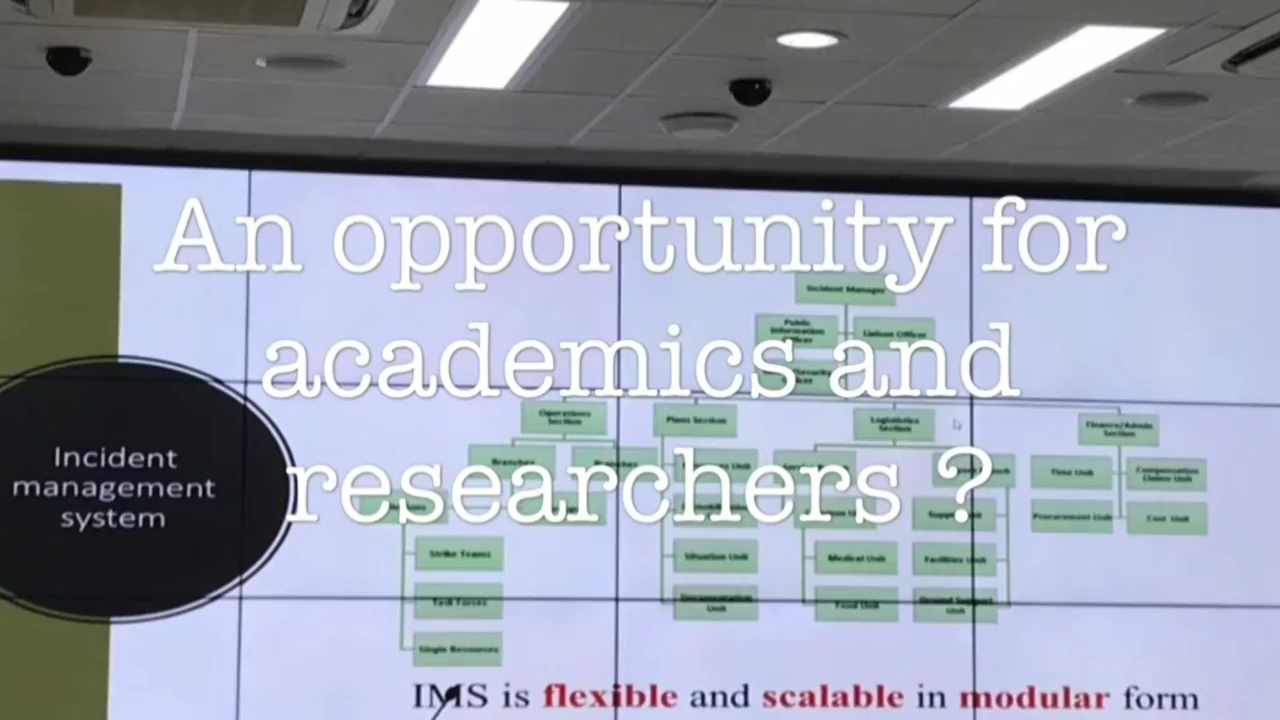 An opportunity for
academics and
researchers ?
Incident
management
system
Incident Manager
Public
Information
Liaison Officer
Operations
Section
Plans Section
Logistics
Section
Finance/Admin
Section
Branches
Time Unit
Compensation
Claims Unit
Procurement Unit
Cost Unit
Strike Teams
Situation Unit
Medical Unit
Facilities Unit
Task Forces
Documentation
Unit
Food Unit
Ground Support
Unit
Single Resources
IMS is flexible and scalable in modular form